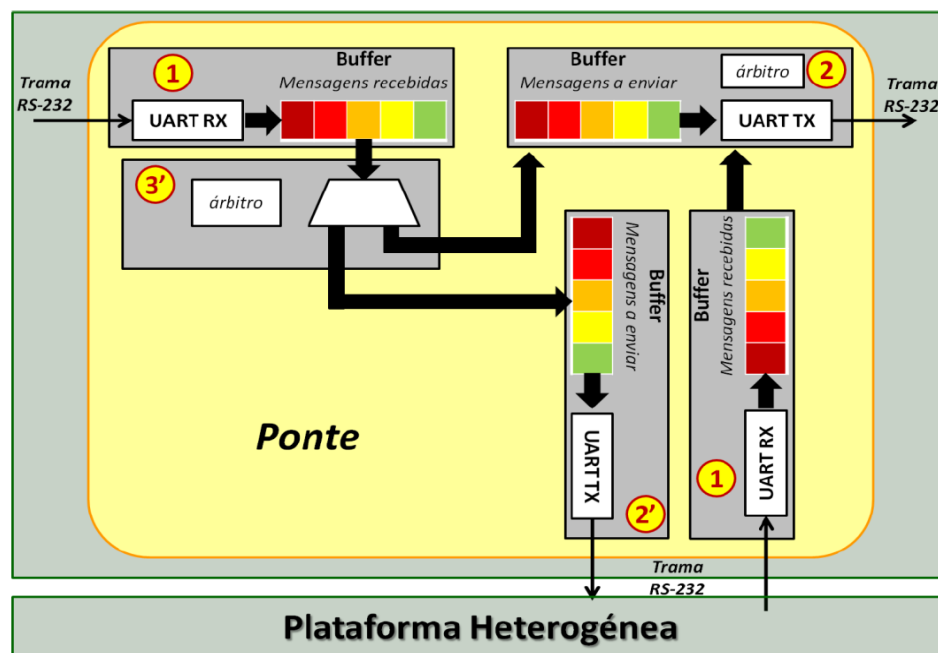 Trama
RS-232
1
UART RX
Buffer
Mensagens recebidas
Buffer
Mensagens a enviar
árbitro
2
UART TX
Trama
RS-232
3'
árbitro
Mensagens a enviar
Buffer
UART TX
2'
Buffer
Mensagens recebidas
UART RX
1
Ponte
Trama
RS-232
Plataforma Heterogénea